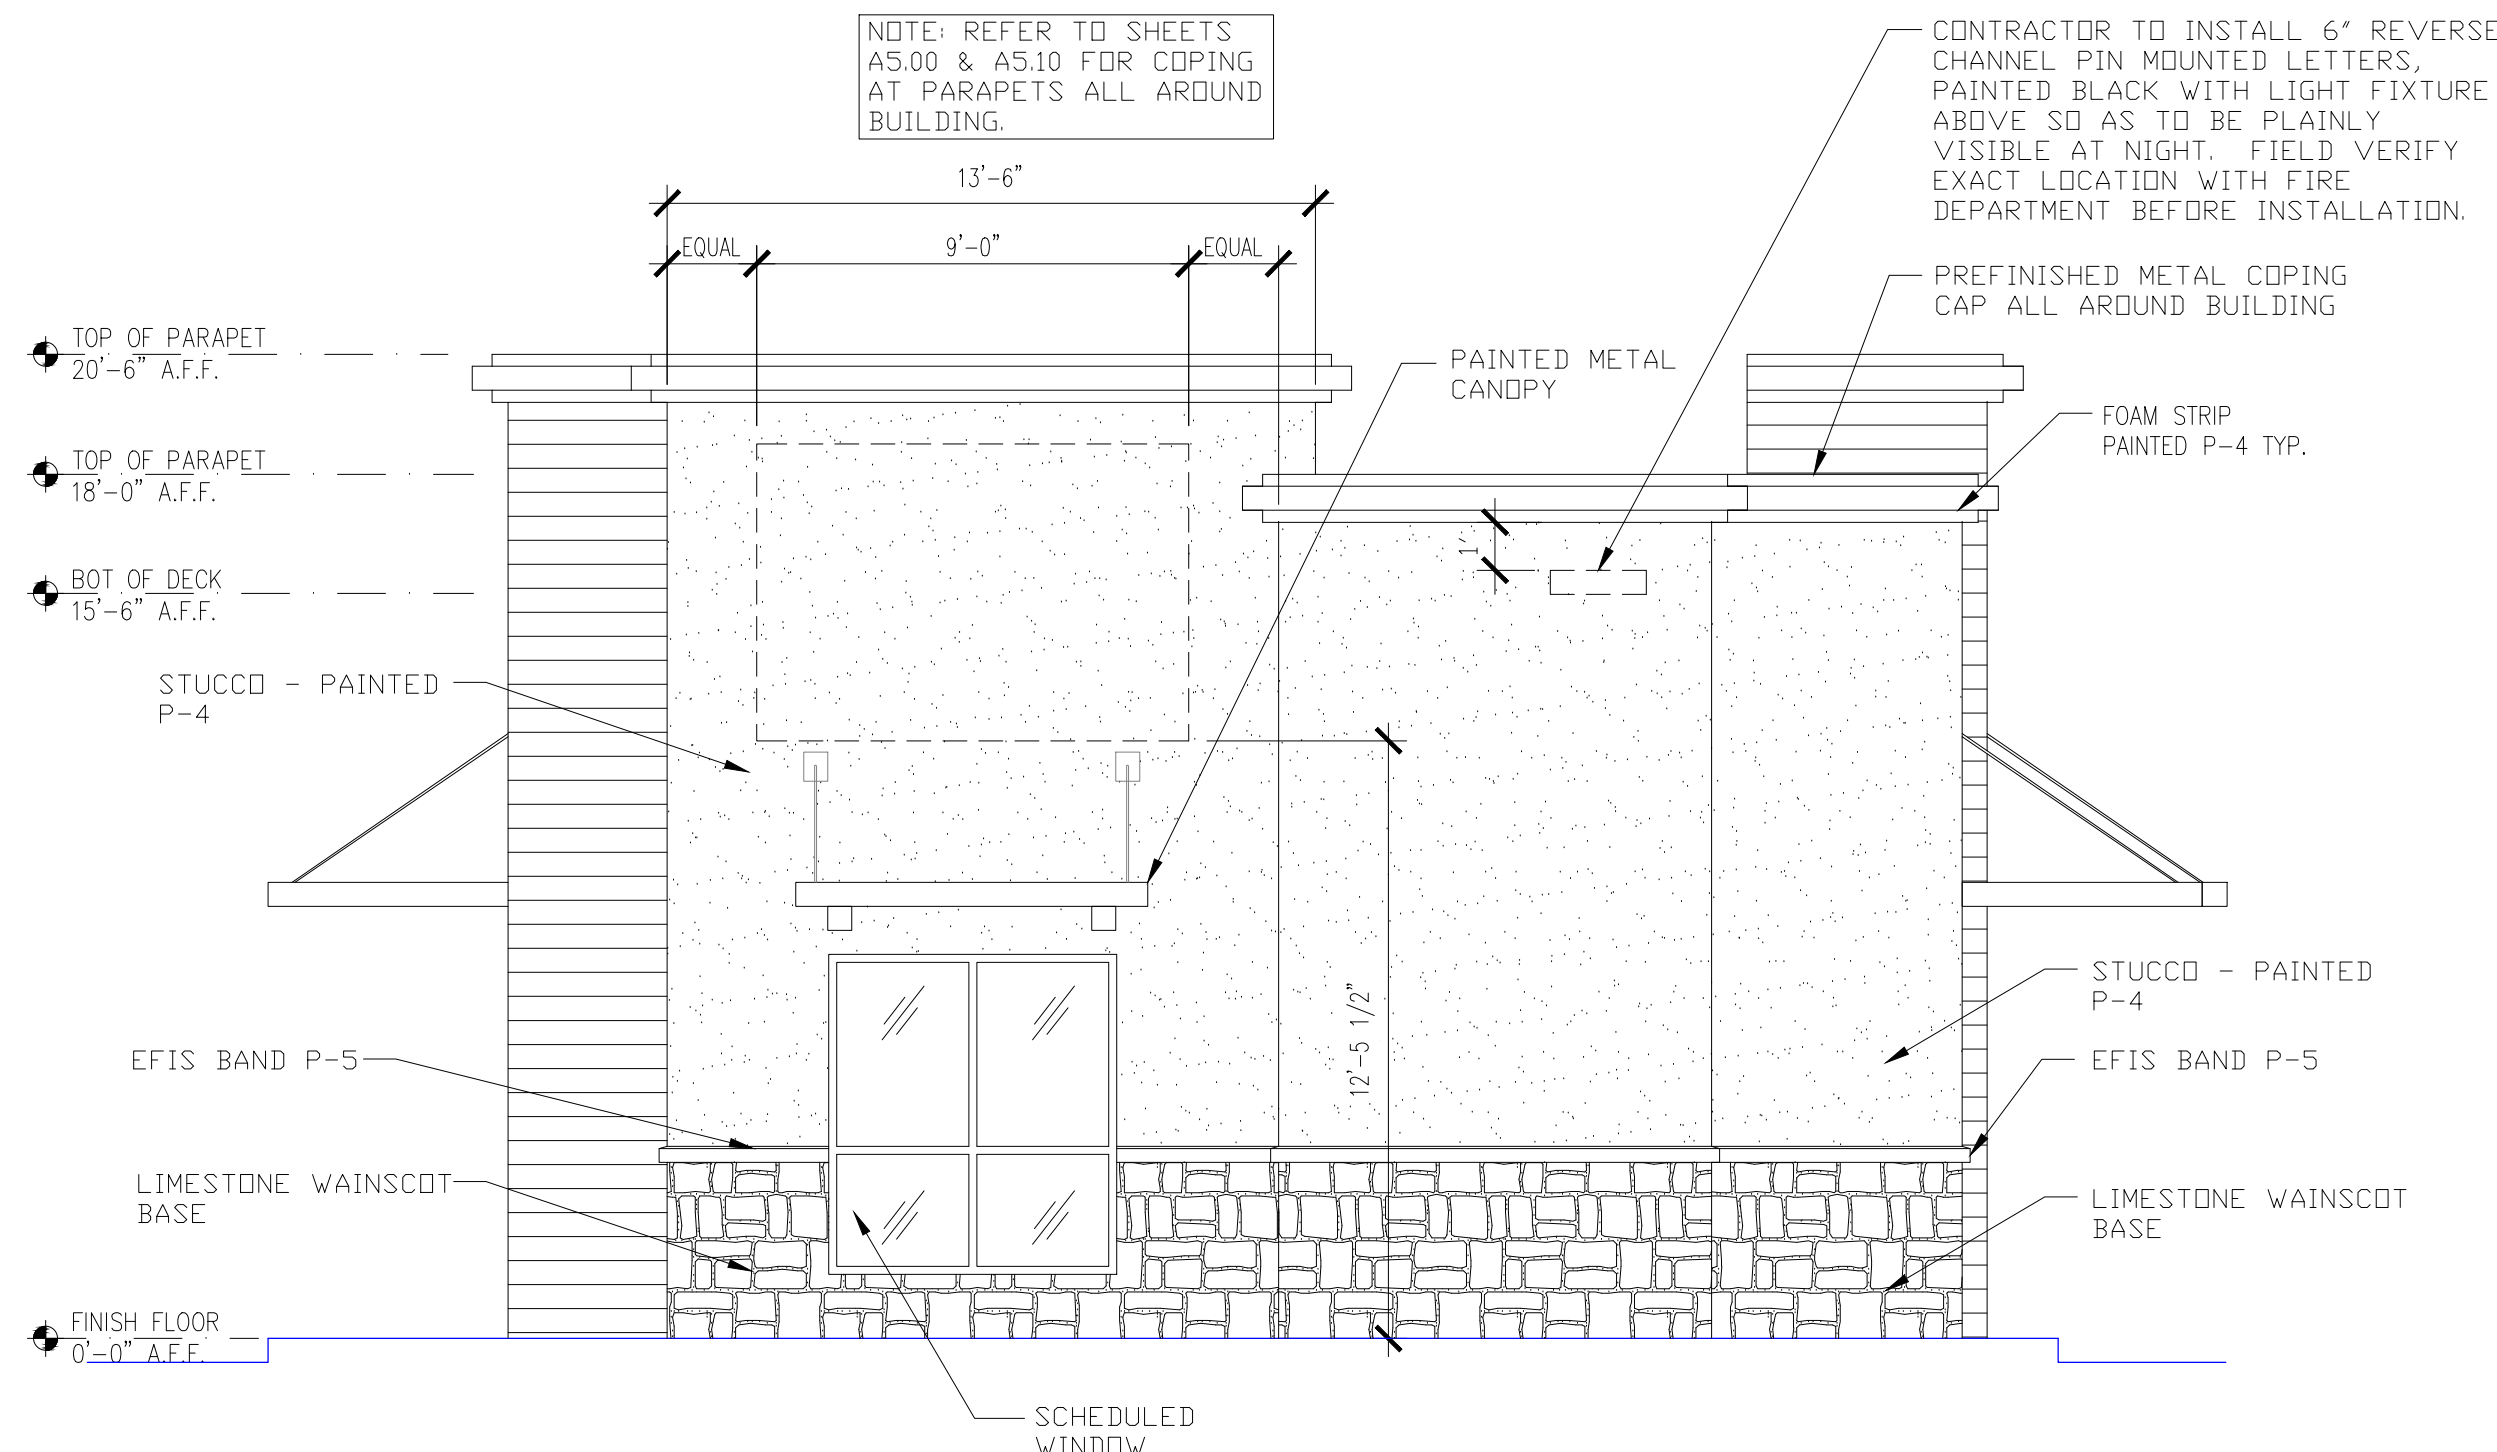 NOTE: REFER TO SHEETS
A5.00 & A5.10 FOR COPING
AT PARAPETS ALL AROUND
BUILDING.
CONTRACTOR TO INSTALL 6" REVERSE
CHANNEL PIN MOUNTED LETTERS,
PAINTED BLACK WITH LIGHT FIXTURE
ABOVE SO AS TO BE PLAINLY
VISIBLE AT NIGHT. FIELD VERIFY
EXACT LOCATION WITH FIRE
DEPARTMENT BEFORE INSTALLATION.
13'-6"
EQUAL
9'-0"
EQUAL
PREFINISHED METAL COPING
CAP ALL AROUND BUILDING
TOP OF PARAPET
20'-6" A.F.F.
PAINTED METAL
CANOPY
FOAM STRIP
PAINTED P-4 TYP.
TOP OF PARAPET
18'-0" A.F.F.
1'
BOT OF DECK
15'-6" A.F.F.
STUCCO - PAINTED
P-4
12'-5 1/2"
STUCCO - PAINTED
P-4
EFIS BAND P-5
EFIS BAND P-5
LIMESTONE WAINSCOT
BASE
LIMESTONE WAINSCOT
BASE
FINISH FLOOR
0'-0" A.F.F.
SCHEDULED
WINDOW